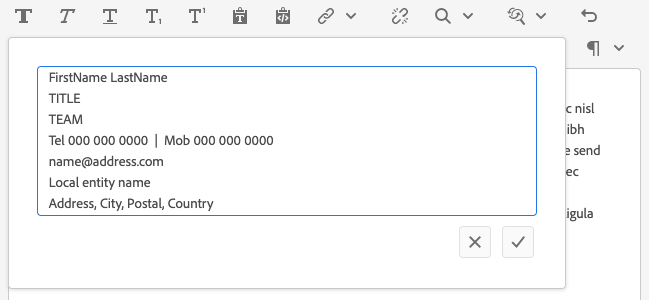 FirstName LastName
TITLE
TEAM
Tel 000 000 0000 | Mob 000 000 0000
name@address.com
Local entity name
Address, City, Postal, Country
c nisl
ibh
e send
ec
igula